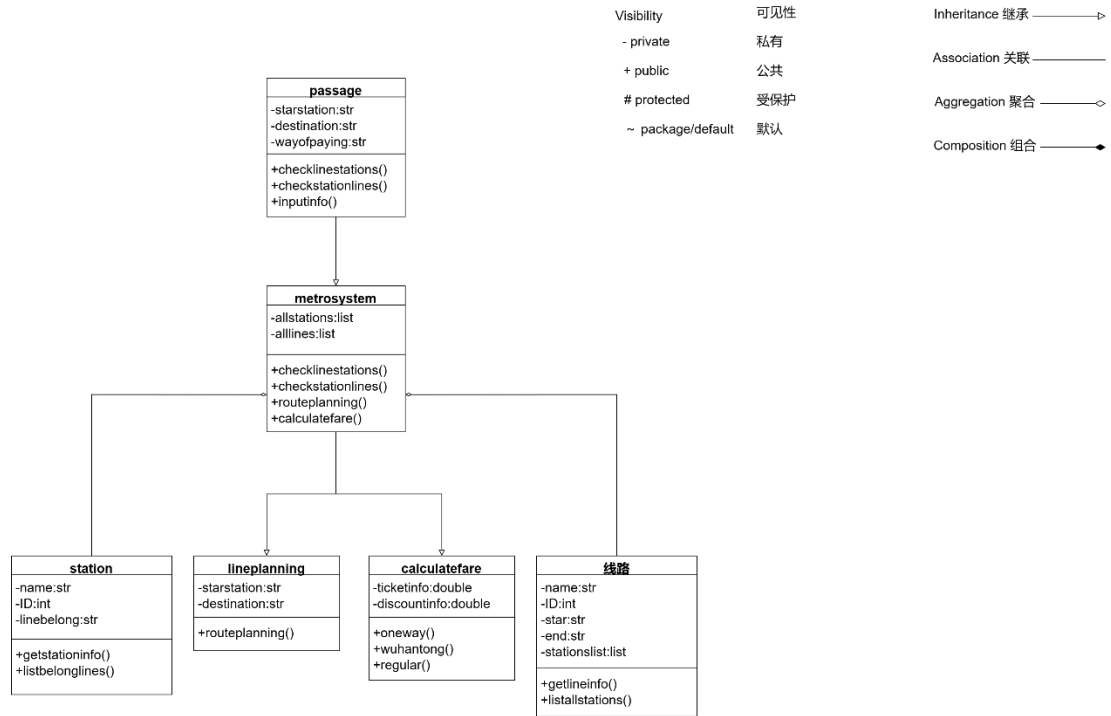 Visibility 可见性
- private 私有
+ public 公共
# protected 受保护
~ package/default 默认
Inheritance 继承
Association 关联
Aggregation 聚合
Composition 组合
passage
-starstation:str
-destination:str
-wayofpaying:str
+checklinestations()
+checkstationlines()
+inputinfo()
metrosystem
-allstations:list
-alllines:list
+checklinestations()
+checkstationlines()
+routeplanning()
+calculatefare()
station
-name:str
-ID:int
-linebelong:str
+getstationinfo()
+listbelonglines()
lineplanning
-starstation:str
-destination:str
+routeplanning()
calculatefare
-ticketinfo:double
-discountinfo:double
+oneway()
+wuhantong()
+regular()
线路
-name:str
-ID:int
-star:str
-end:str
-stationslist:list
+getlineinfo()
+listallstations()